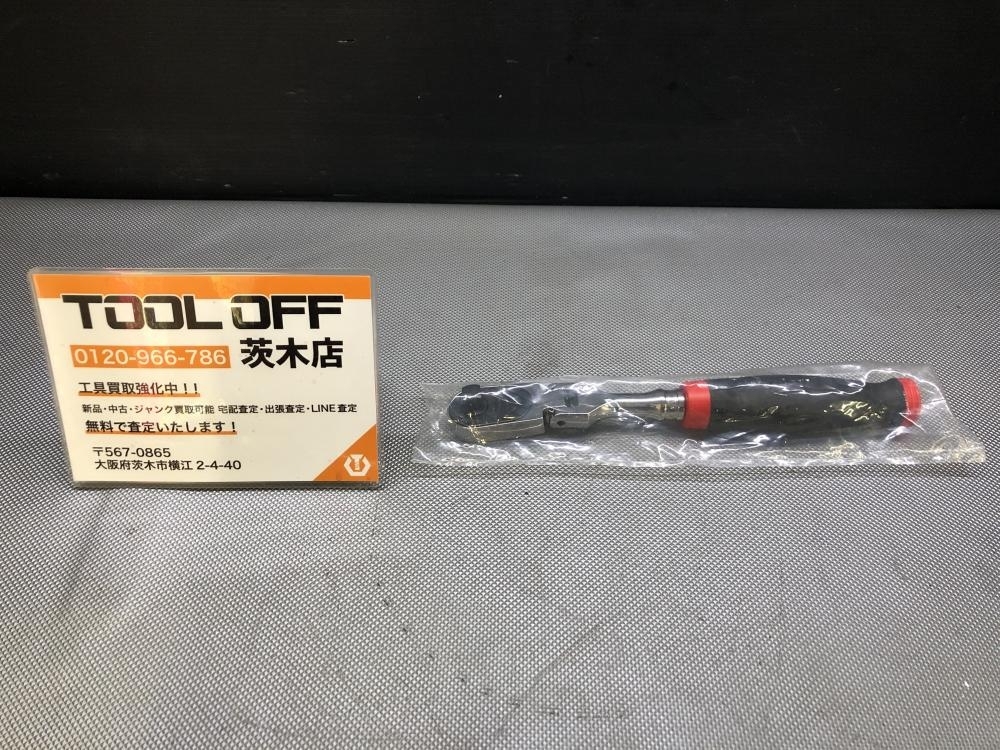 TOOL OFF
0120-966-786 茨木店
工具買取強化中！！
新品・中古・ジャンク買取可能 宅配査定・出張査定・LINE査定
無料で査定いたします！
〒567-0865
大阪府茨木市横江 2-4-40